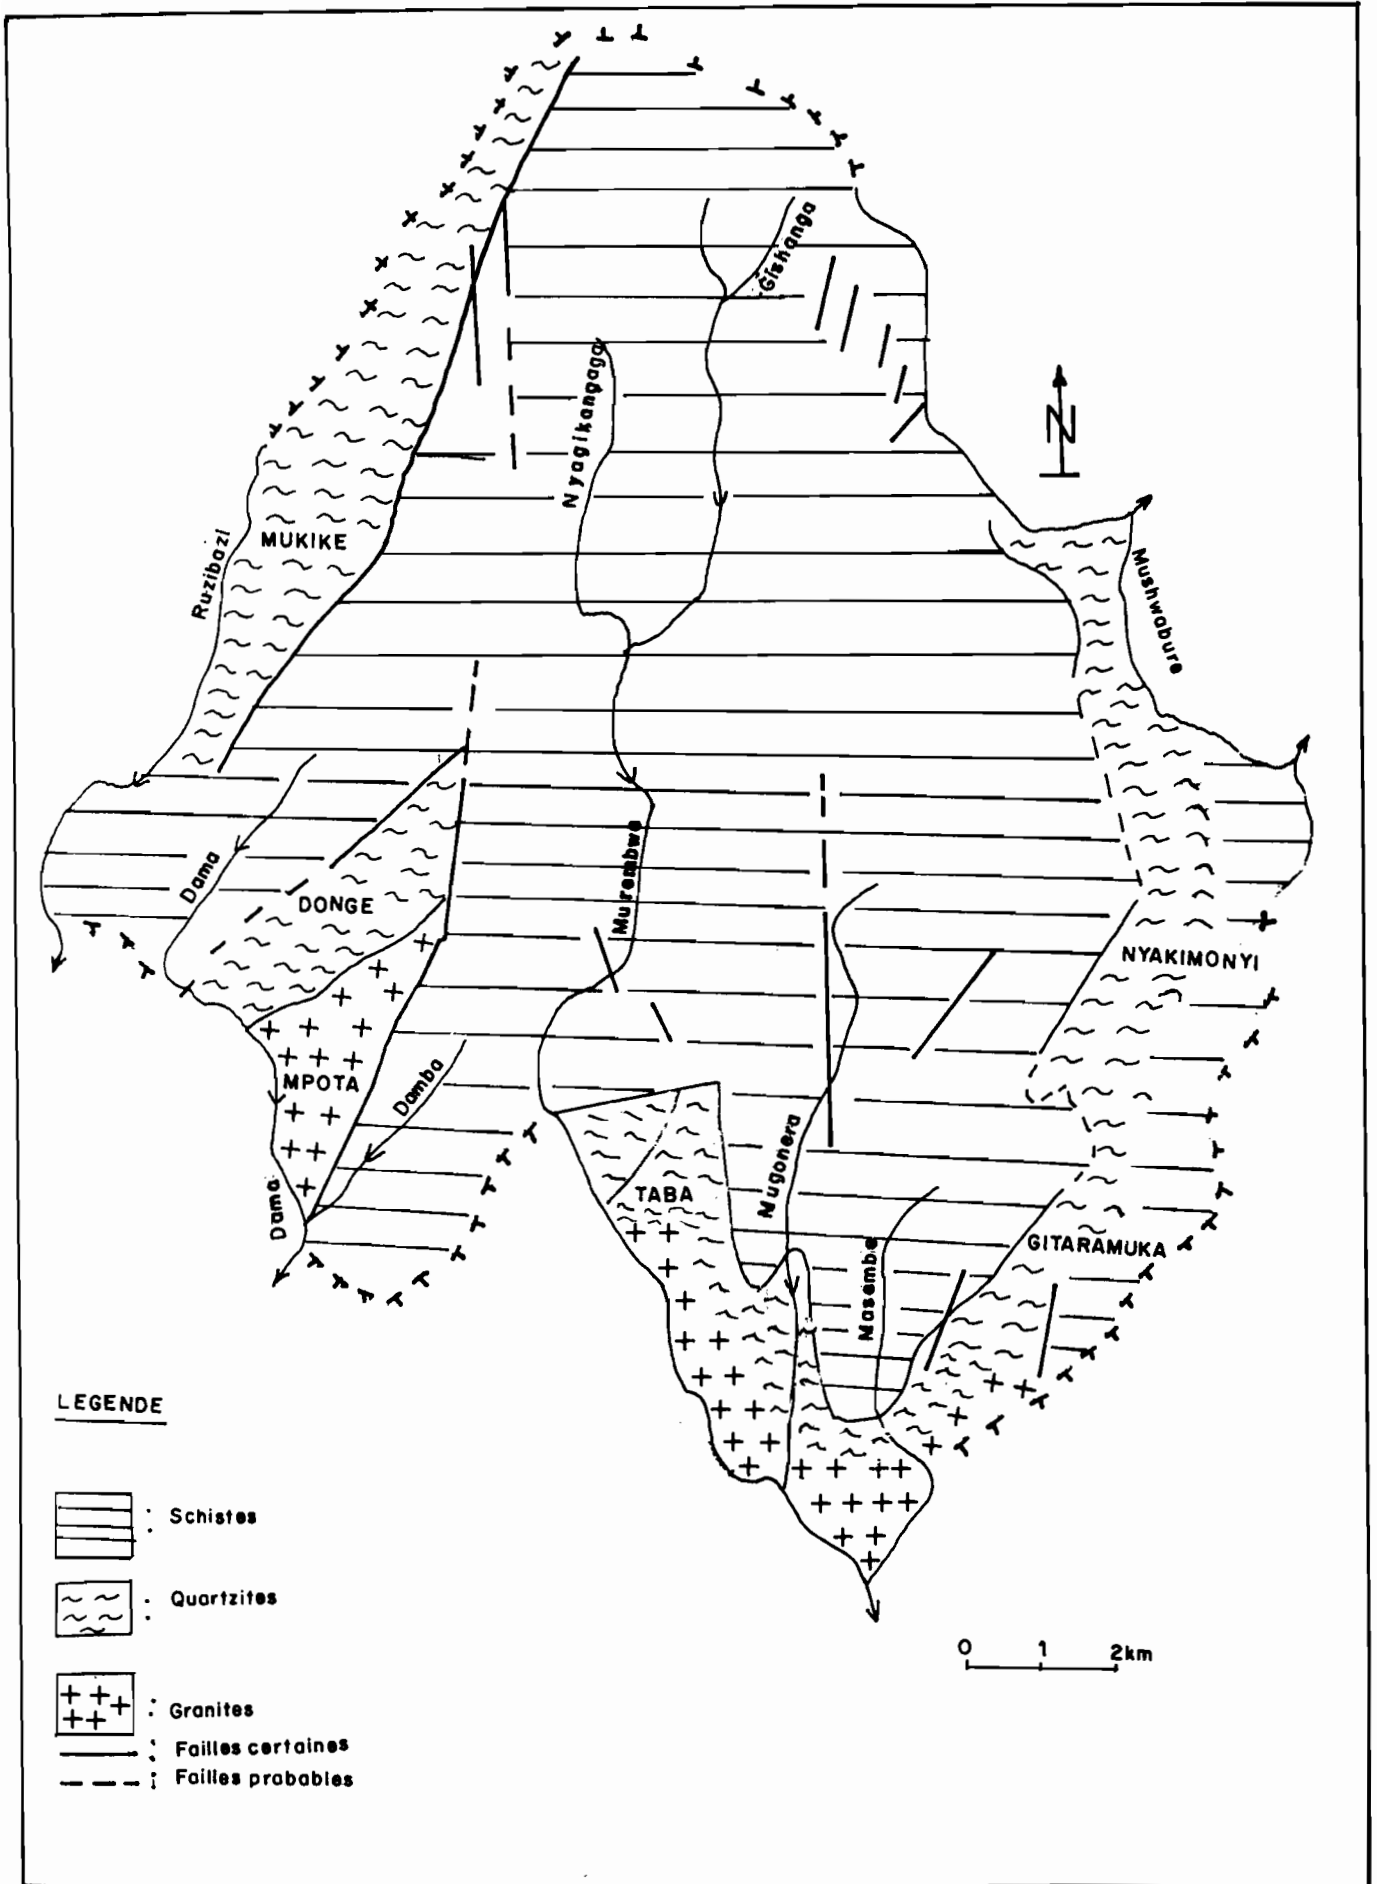 Gishanga
Nyagikangaga
N
MUKIKE
Ruzibazi
Mushwabure
Dama
DONGE
Murembwe
NYAKIMONYI
MPOTA
Damba
Dama
TABA
Mugonera
Masembe
GITARAMUKA
LEGENDE
: Schistes
: Quartzites
: Granites
: Failles certaines
: Failles probables
0 1 2km